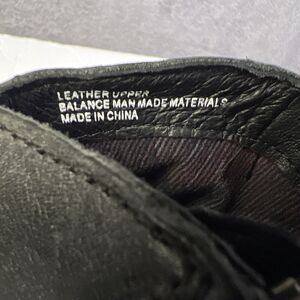 LEATHER UPPER
BALANCE MAN MADE MATERIALS
MADE IN CHINA